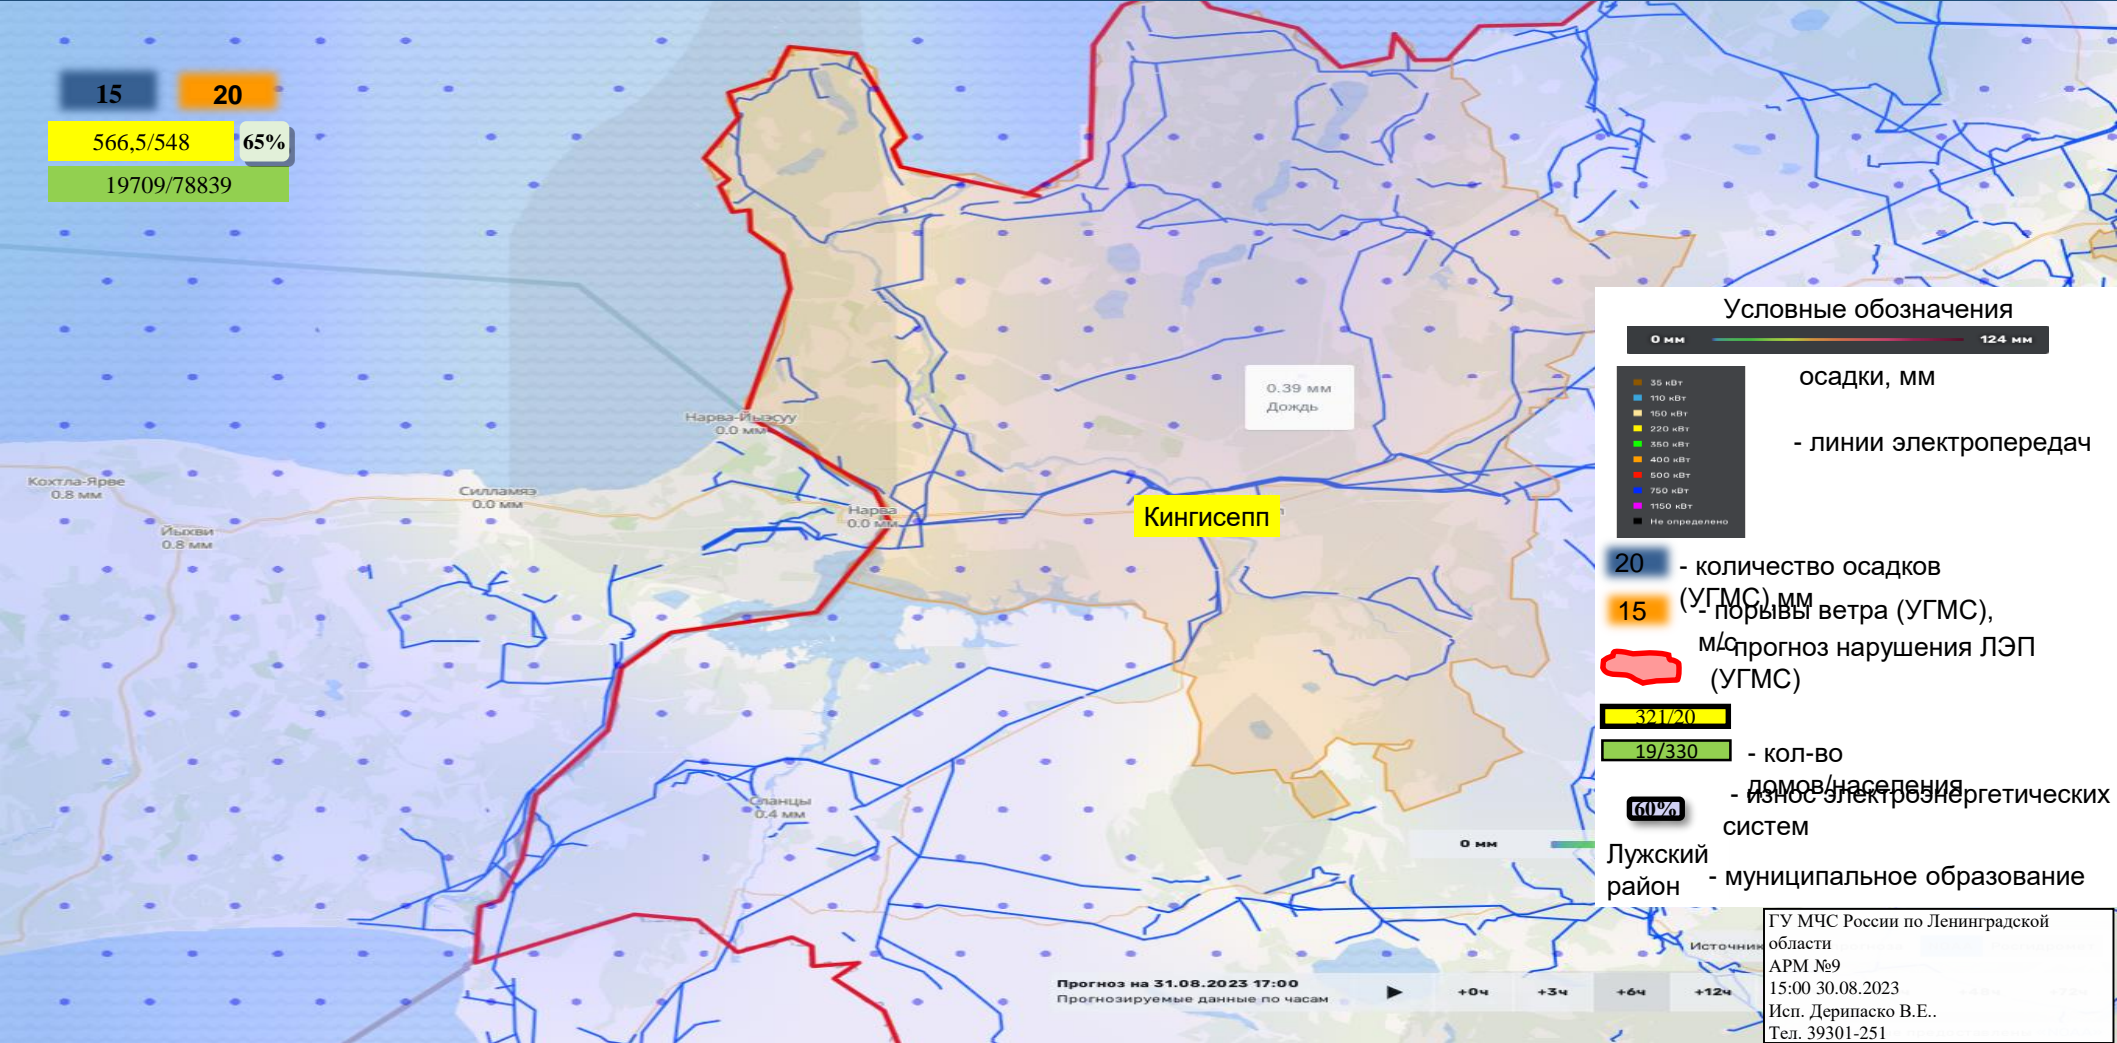 15
20
566,5/548
65%
19709/78839
Нарва-Йыэсуу
0.0 мм
0.39 мм
Дождь
Кохтла-Ярве
0.8 мм
Силламяэ
0.0 мм
Йыхви
0.8 мм
Нарва
0.0 мм
Кингисепп
Сланцы
0.4 мм
0 мм
Прогноз на 31.08.2023 17:00
Прогнозируемые данные по часам
+0ч
+3ч
+6ч
+12ч
Источник
Условные обозначения
0 мм
124 мм
осадки, мм
35 кВт
110 кВт
150 кВт
220 кВт
350 кВт
400 кВт
500 кВт
750 кВт
1150 кВт
Не определено
- линии электропередач
20
- количество осадков
(УГМС),мм
15
- порывы ветра (УГМС),
м/с
- прогноз нарушения ЛЭП
(УГМС)
321/20
19/330
- кол-во
домов/населения
60%
- износ электроэнергетических
систем
Лужский
район
- муниципальное образование
ГУ МЧС России по Ленинградской
области
АРМ №9
15:00 30.08.2023
Исп. Дерипаско В.Е..
Тел. 39301-251